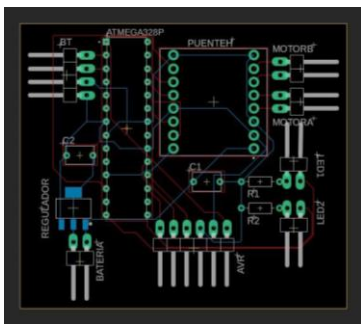 ATMEGA328P
BT
PUENTEH
MOTORB
MOTORA
C2
C1
LED1
REGULADOR
R1
R2
LED2
BATERIA
AVR